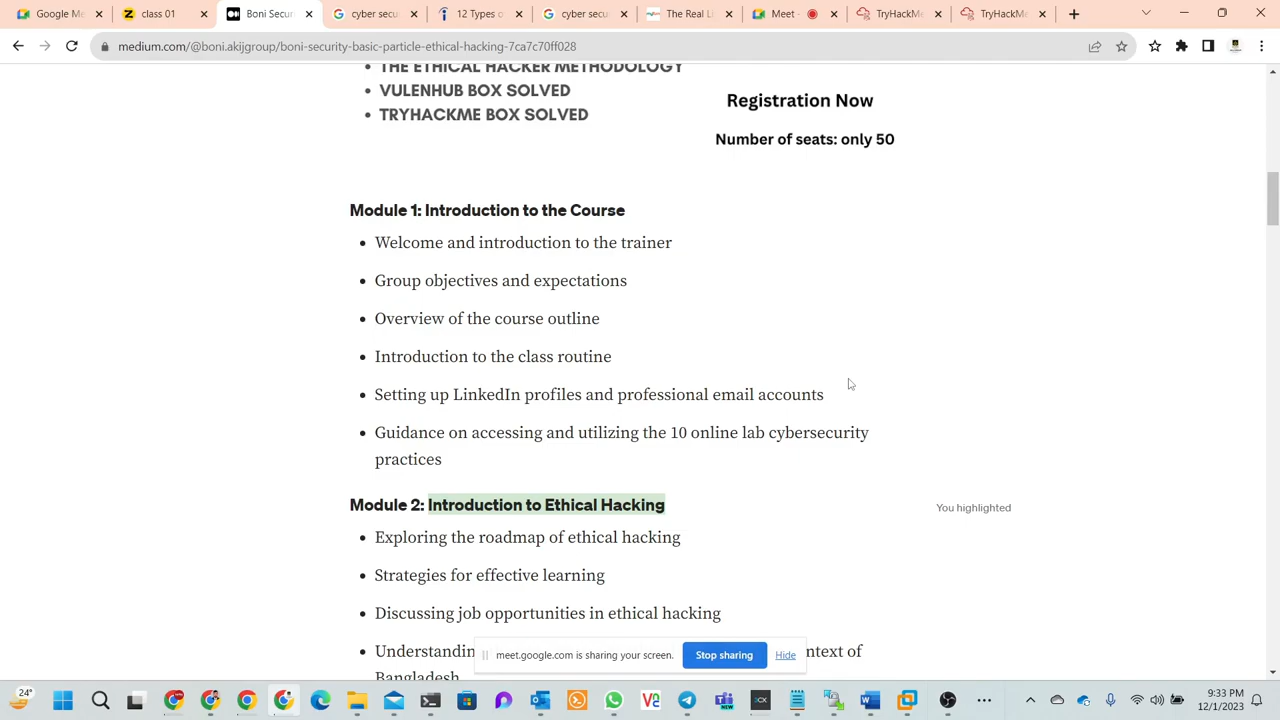 Google Me
class 01
Boni Secur
cyber secu
12 Types o
cyber secu
The Real L
Meet -
TryHackMe
TryHackMe
medium.com/@boni.akijgroup/boni-security-basic-particle-ethical-hacking-7ca7c70ff028
THE ETHICAL HACKER METHODOLOGY
VULENHUB BOX SOLVED
TRYHACKME BOX SOLVED
Registration Now
Number of seats: only 50
Module 1: Introduction to the Course
Welcome and introduction to the trainer
Group objectives and expectations
Overview of the course outline
Introduction to the class routine
Setting up LinkedIn profiles and professional email accounts
Guidance on accessing and utilizing the 10 online lab cybersecurity
practices
Module 2: Introduction to Ethical Hacking
You highlighted
Exploring the roadmap of ethical hacking
Strategies for effective learning
Discussing job opportunities in ethical hacking
Understandin
ntext of
Bangladesh
meet.google.com is sharing your screen.
Stop sharing
Hide
24°
9:33 PM
12/1/2023